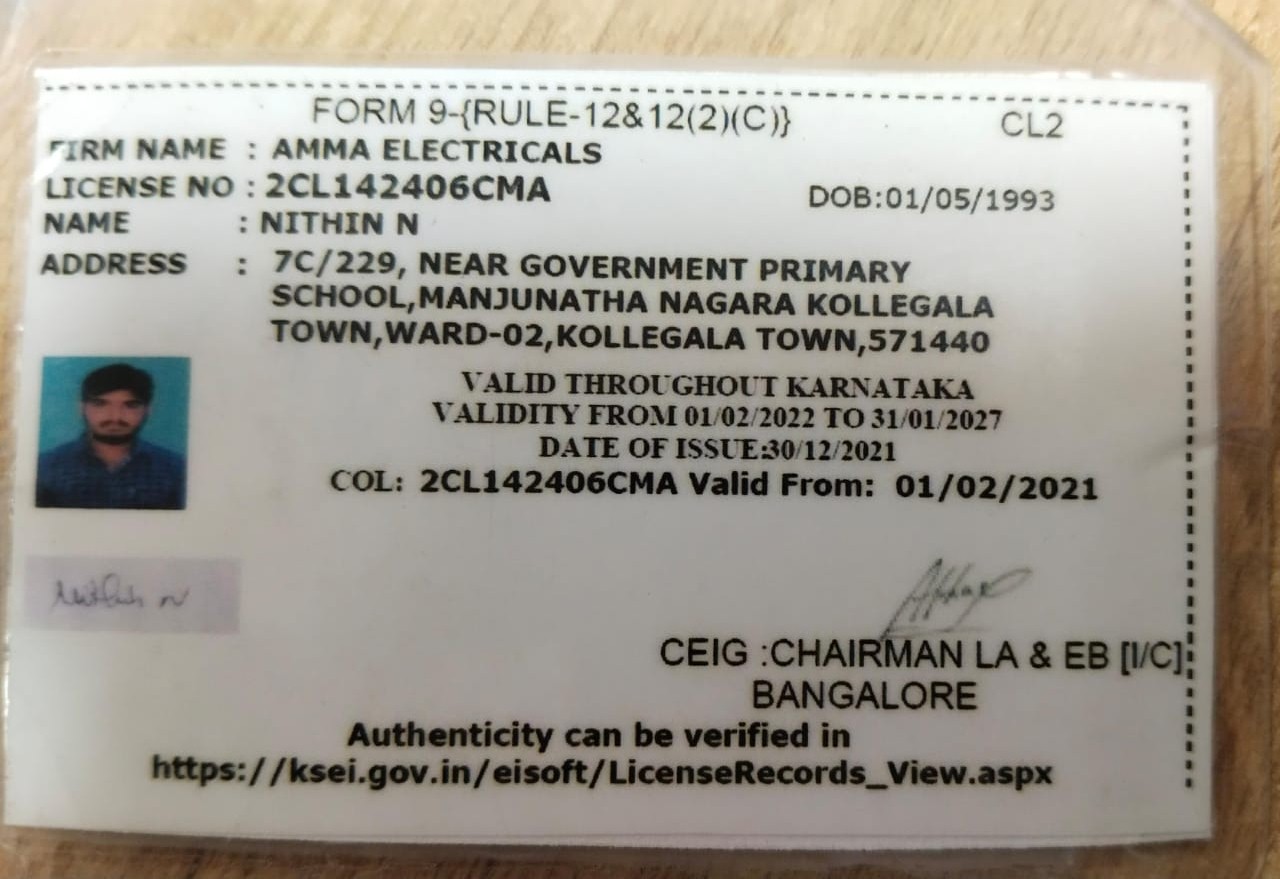 FORM 9-{RULE-12&12(2)(C)}
CL2
FIRM NAME : AMMA ELECTRICALS
LICENSE NO : 2CL142406CMA
DOB:01/05/1993
NAME : NITHIN N
ADDRESS : 7C/229, NEAR GOVERNMENT PRIMARY
SCHOOL,MANJUNATHA NAGARA KOLLEGALA
TOWN,WARD-02,KOLLEGALA TOWN,571440
VALID THROUGHOUT KARNATAKA
VALIDITY FROM 01/02/2022 TO 31/01/2027
DATE OF ISSUE:30/12/2021
COL: 2CL142406CMA Valid From: 01/02/2021
Nithin N
CEIG :CHAIRMAN LA & EB [I/C]
BANGALORE
Authenticity can be verified in
https://ksei.gov.in/eisoft/LicenseRecords_View.aspx